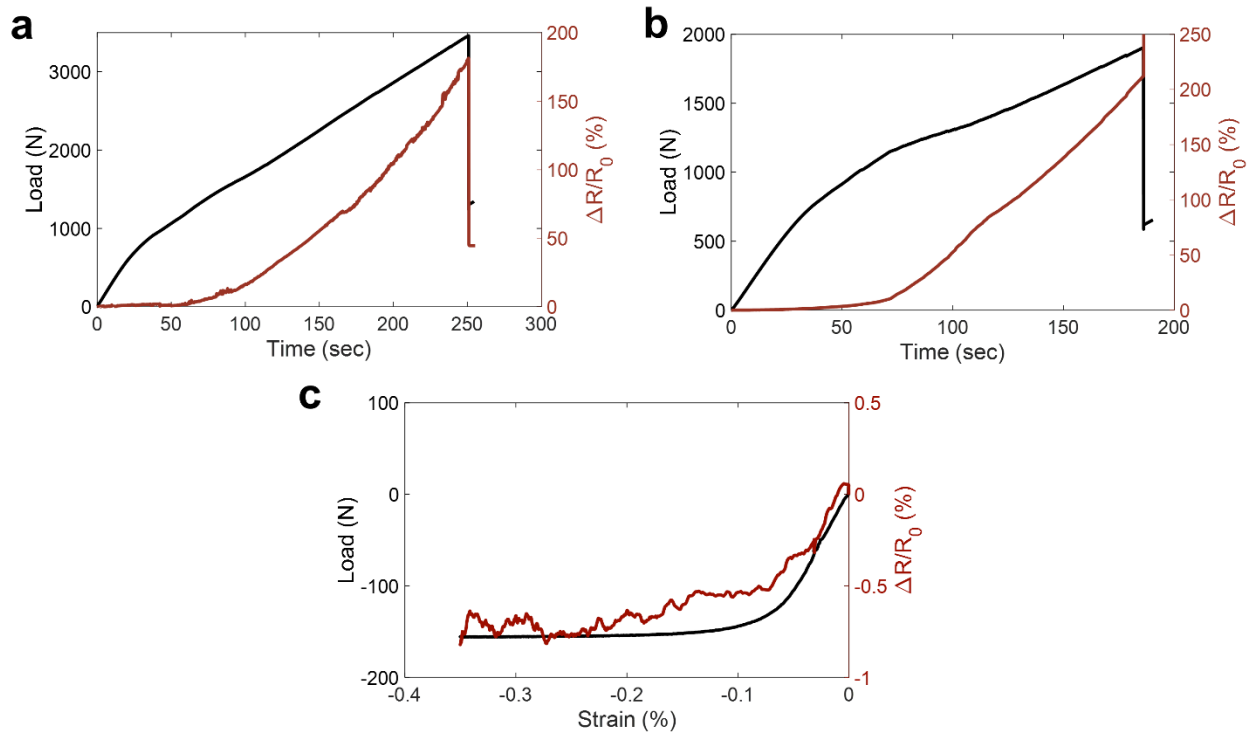 a
Load (N)
3000
2000
1000
0
0 50 100 150 200 250 300
Time (sec)
200
150
100
50
0
ΔR/R0 (%)
b
Load (N)
2000
1500
1000
500
0
0 50 100 150 200
Time (sec)
250
200
150
100
50
0
ΔR/R0 (%)
c
Load (N)
100
0
-100
-200
-0.4 -0.3 -0.2 -0.1 0
Strain (%)
0.5
0
-0.5
-1
ΔR/R0 (%)